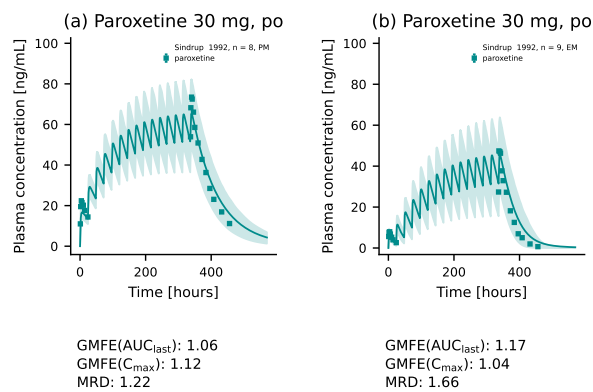 (a) Paroxetine 30 mg, po
100
80
60
40
20
0
Plasma concentration [ng/mL]
Sindrup 1992, n = 8, PM
paroxetine
0 200 400
Time [hours]
GMFE(AUClast): 1.06
GMFE(Cmax): 1.12
MRD: 1.22
(b) Paroxetine 30 mg, po
100
80
60
40
20
0
Plasma concentration [ng/mL]
Sindrup 1992, n = 9, EM
paroxetine
0 200 400
Time [hours]
GMFE(AUClast): 1.17
GMFE(Cmax): 1.04
MRD: 1.66